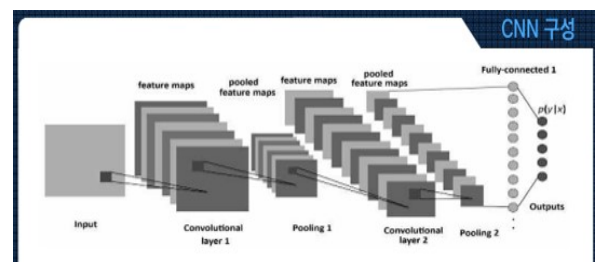 CNN 구성
feature maps
pooled
feature maps
feature maps
pooled
feature maps
Fully-connected 1
p(y|x)
Input
Convolutional
layer 1
Pooling 1
Convolutional
layer 2
Pooling 2
Outputs